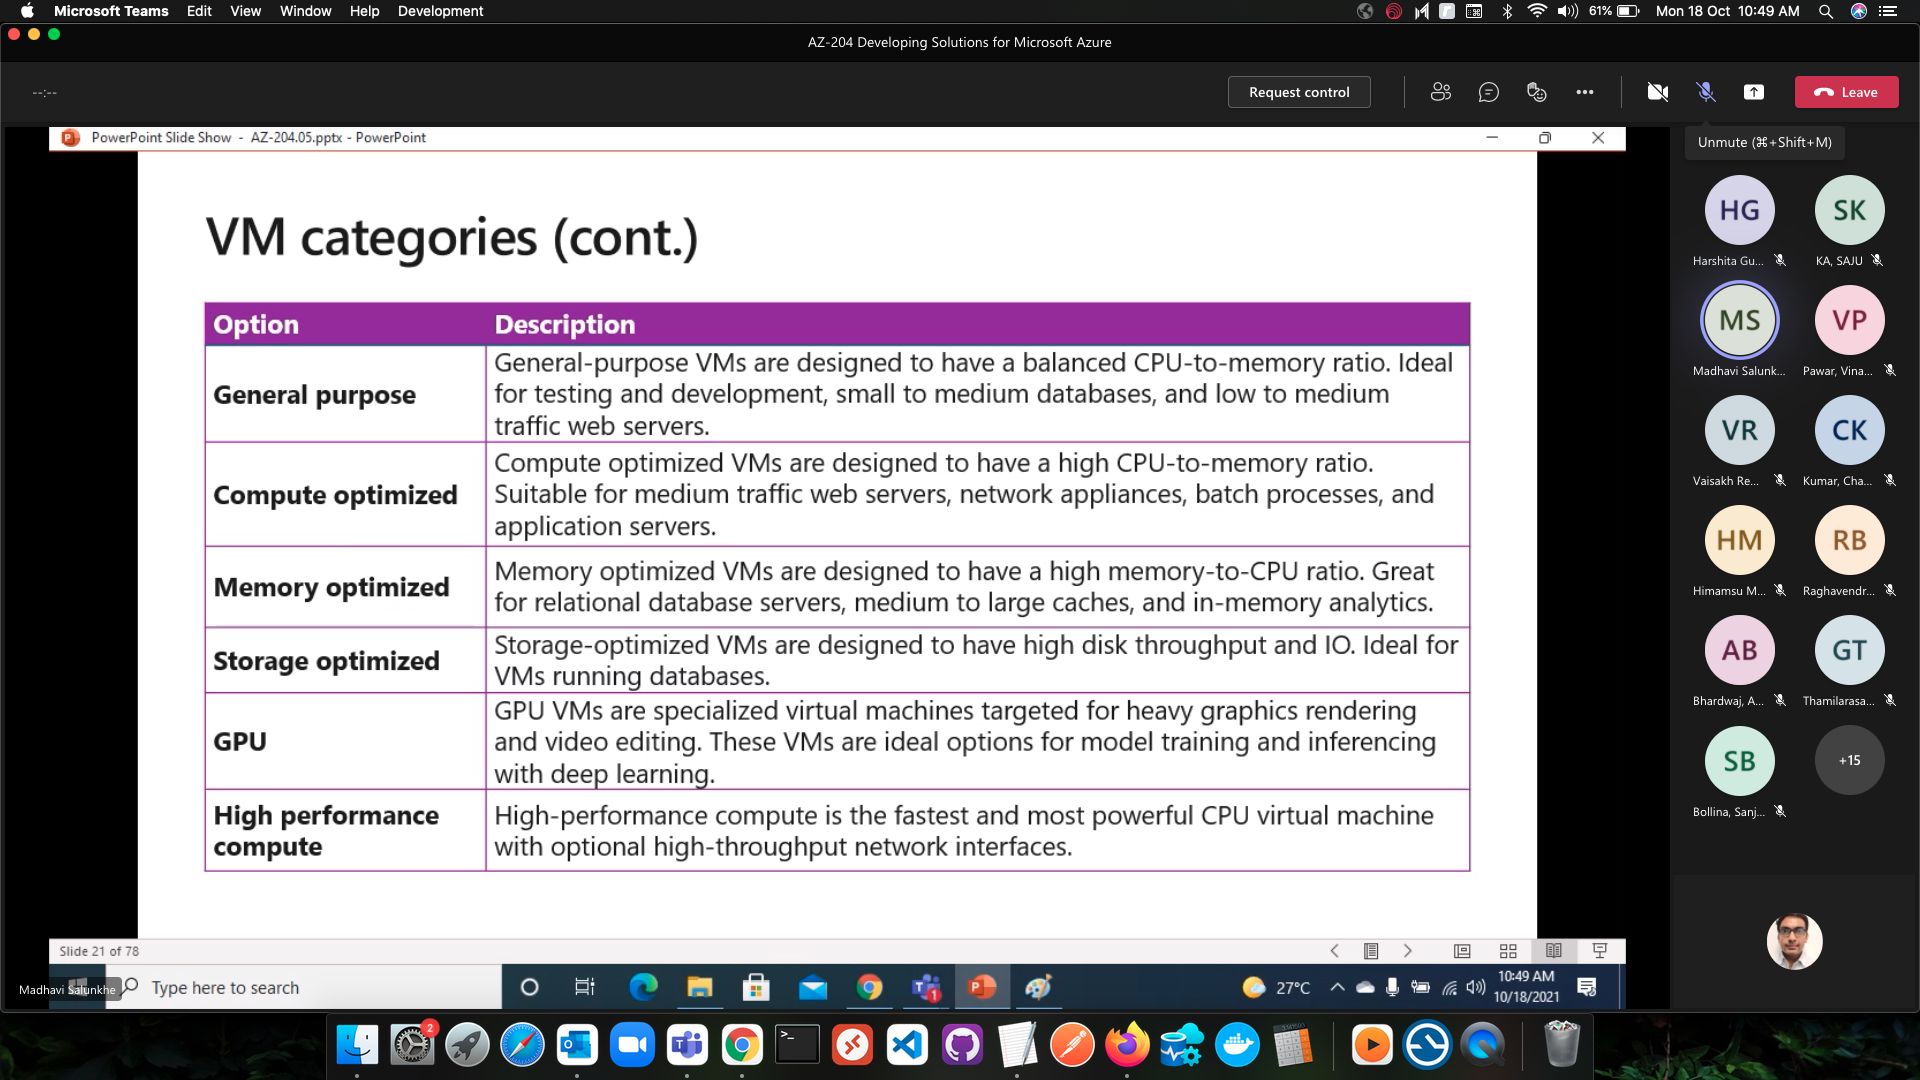 Microsoft Teams Edit View Window Help Development 61% Mon 18 Oct 10:49 AM
AZ-204 Developing Solutions for Microsoft Azure
--:-- Request control Leave
PowerPoint Slide Show - AZ-204.05.pptx - PowerPoint
Unmute (⌘+Shift+M)
VM categories (cont.)
Option Description
General purpose
General-purpose VMs are designed to have a balanced CPU-to-memory ratio. Ideal
for testing and development, small to medium databases, and low to medium
traffic web servers.
Compute optimized
Compute optimized VMs are designed to have a high CPU-to-memory ratio.
Suitable for medium traffic web servers, network appliances, batch processes, and
application servers.
Memory optimized
Memory optimized VMs are designed to have a high memory-to-CPU ratio. Great
for relational database servers, medium to large caches, and in-memory analytics.
Storage optimized
Storage-optimized VMs are designed to have high disk throughput and IO. Ideal for
VMs running databases.
GPU
GPU VMs are specialized virtual machines targeted for heavy graphics rendering
and video editing. These VMs are ideal options for model training and inferencing
with deep learning.
High performance
compute
High-performance compute is the fastest and most powerful CPU virtual machine
with optional high-throughput network interfaces.
HG SK
Harshita Gu... KA, SAJU
MS VP
Madhavi Salunk... Pawar, Vina...
VR CK
Vaisakh Re... Kumar, Cha...
HM RB
Himamsu M... Raghavendr...
AB GT
Bhardwaj, A... Thamilarasa...
SB +15
Bollina, Sanj...
Slide 21 of 78
Madhavi Salunkhe
Type here to search
1
27°C
10:49 AM
10/18/2021
2